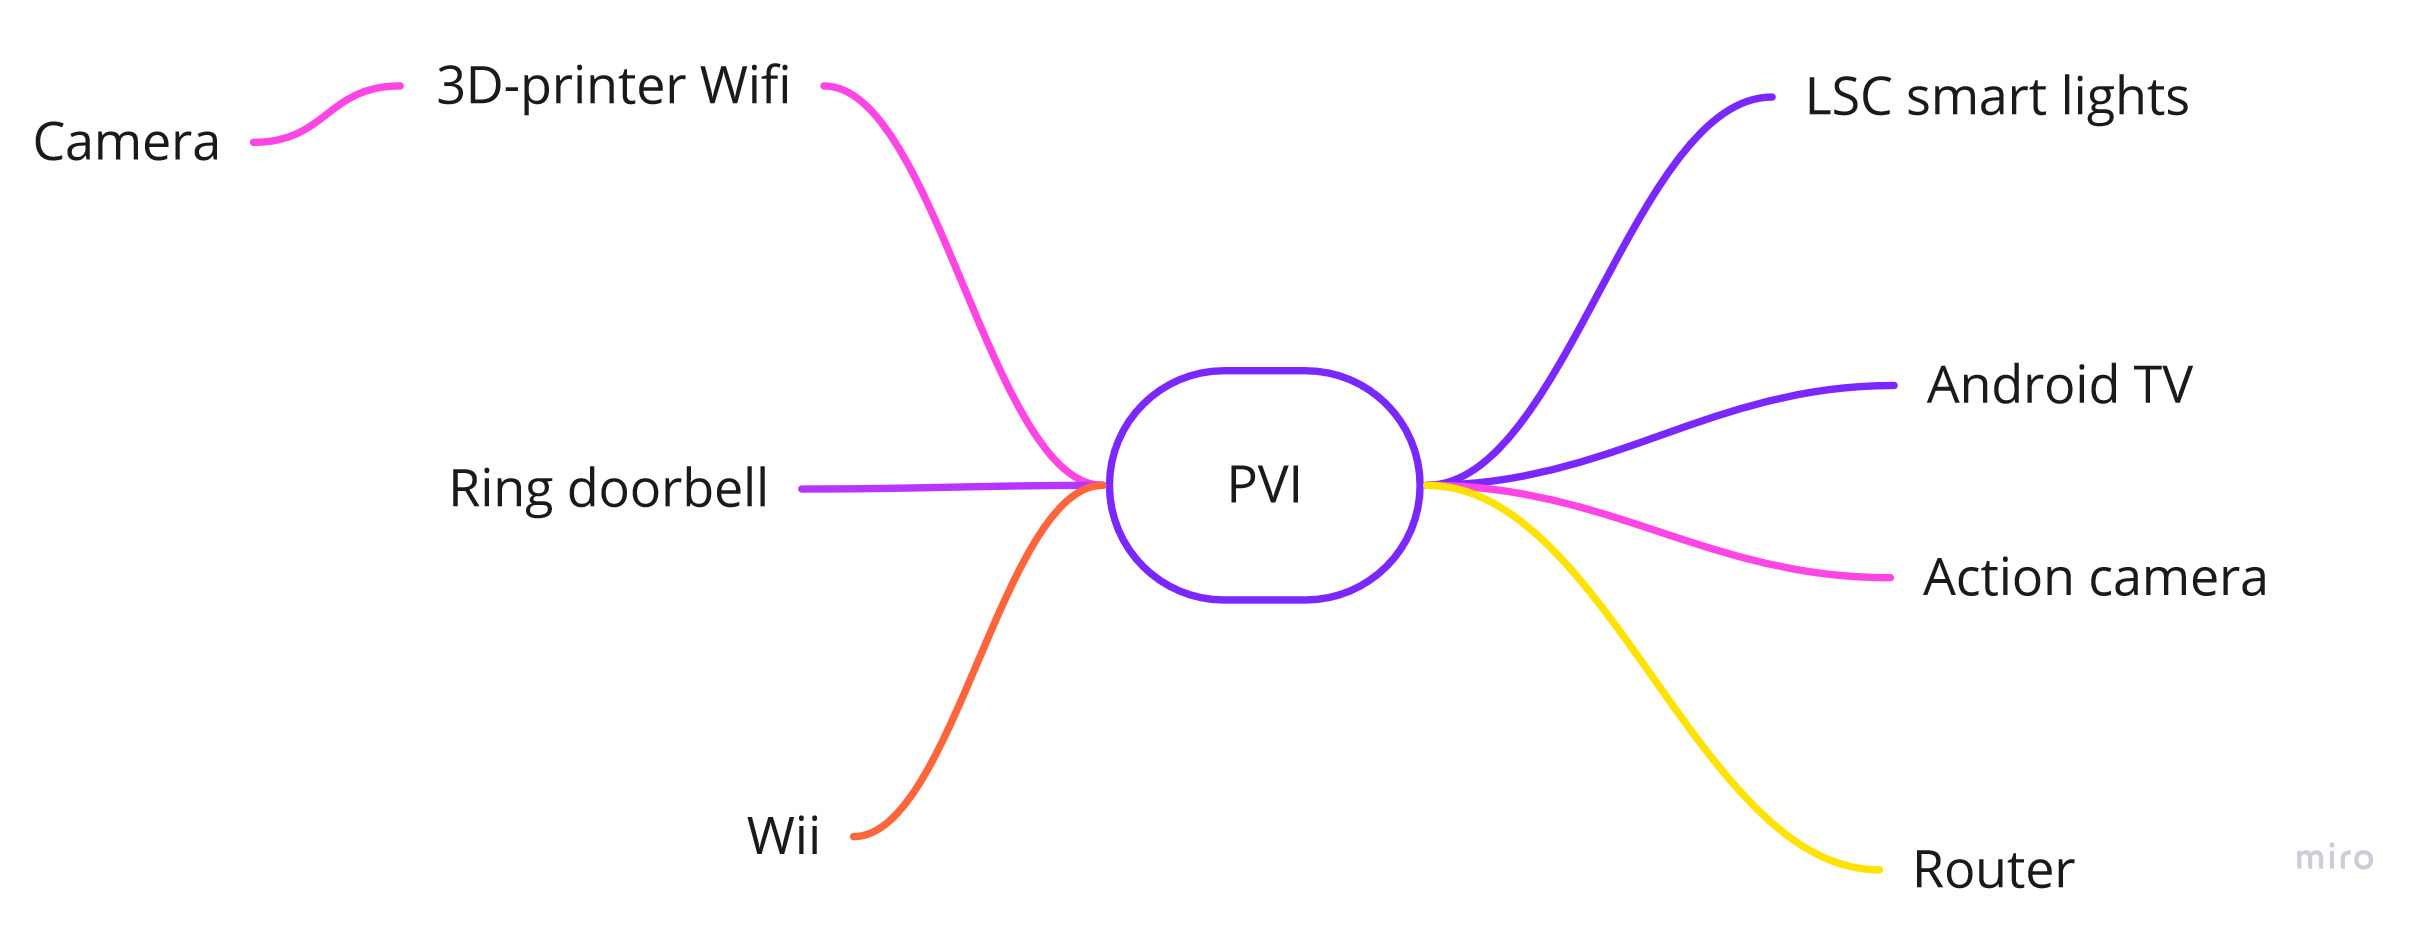 3D-printer Wifi
Camera
Ring doorbell
Wii
PVI
LSC smart lights
Android TV
Action camera
Router
miro